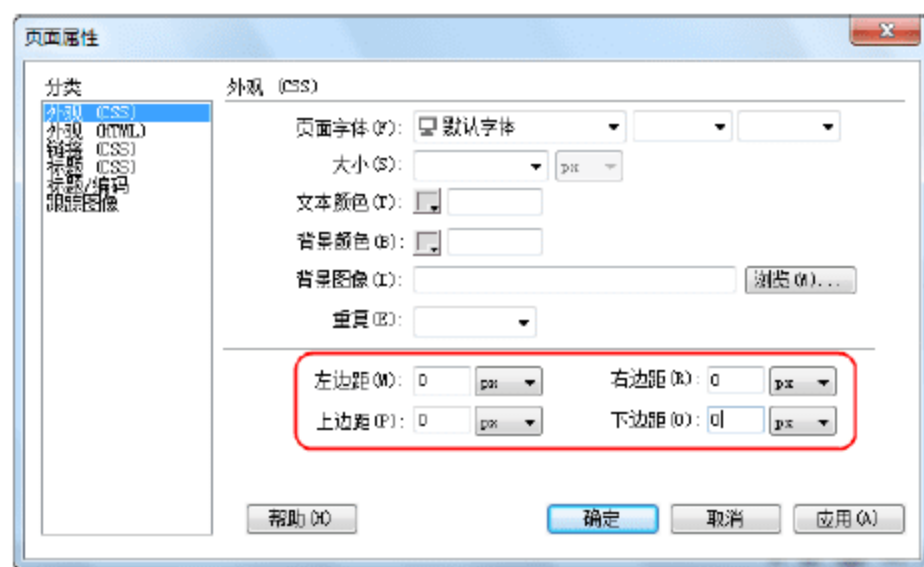 页面属性
分类
外观 (CSS)
外观 (CSS)
外观 (HTML)
链接 (CSS)
标题 (CSS)
标题/编码
跟踪图像
页面字体(F): 默认字体
大小(S): px
文本颜色(T):
背景颜色(B):
背景图像(I): 浏览(W)...
重复(E):
左边距(M): 0 px 右边距(R): 0 px
上边距(P): 0 px 下边距(O): 0 px
帮助(H) 确定 取消 应用(A)